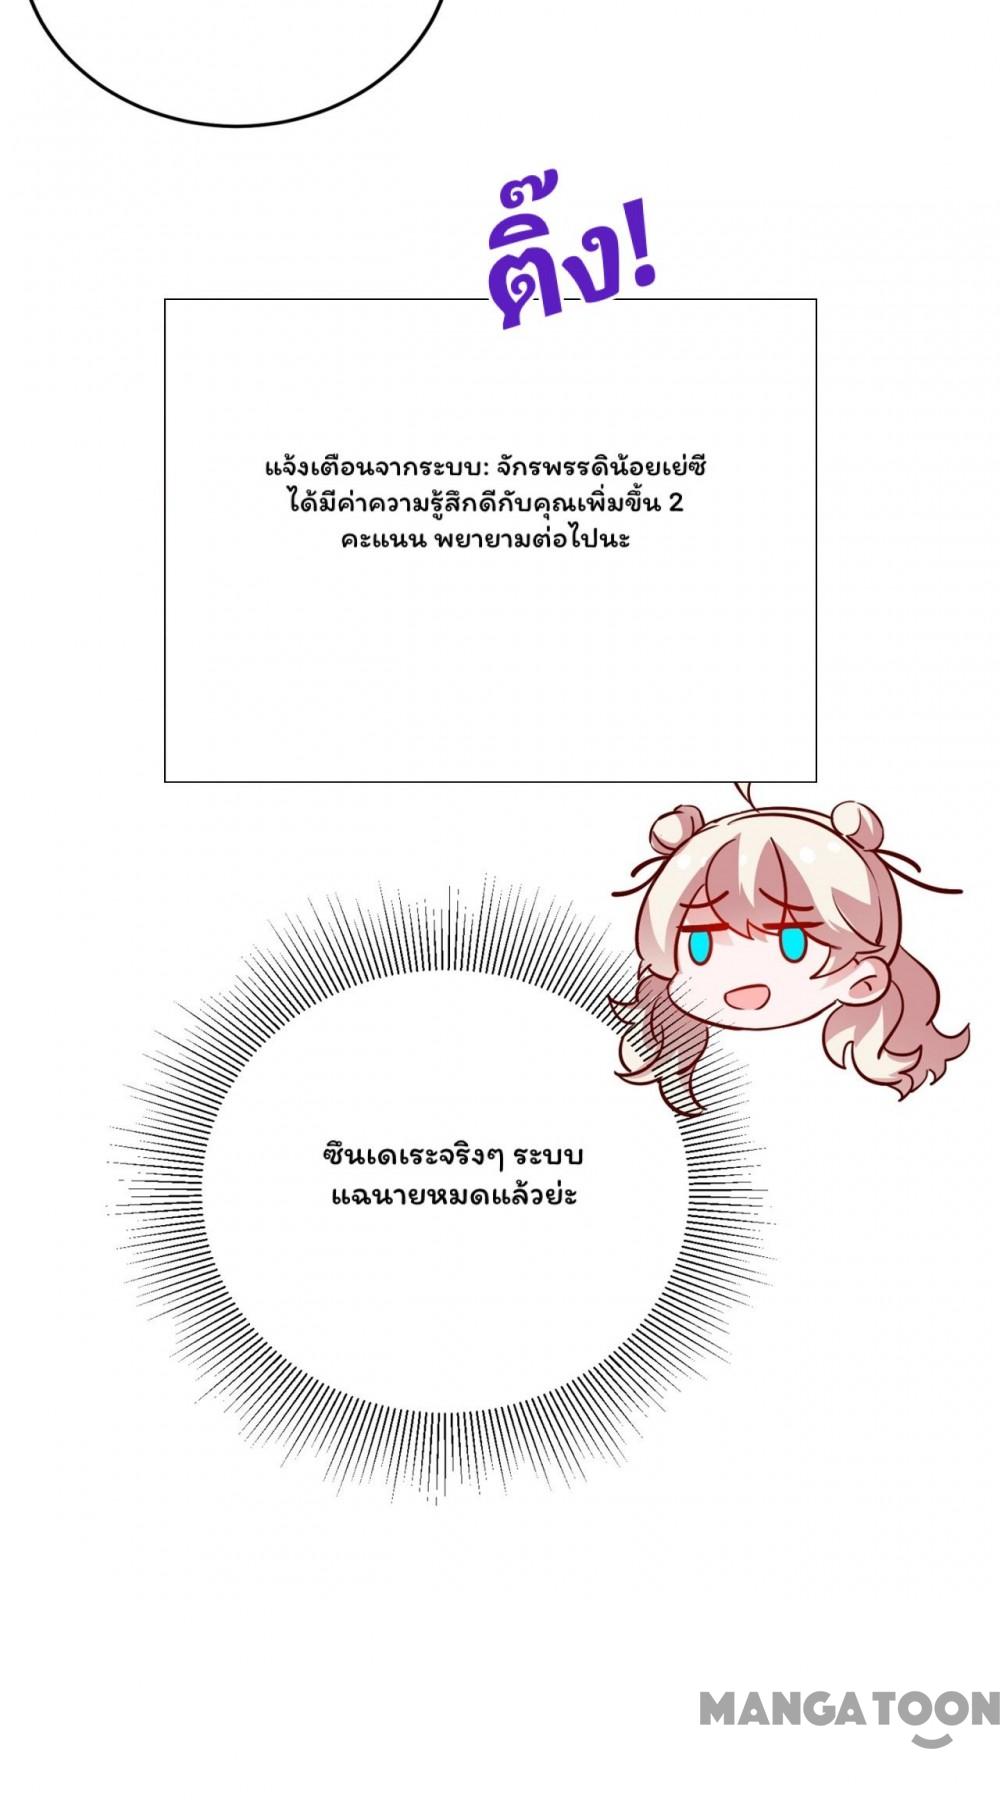 ติ๊ง!
แจ้งเตือนจากระบบ: จักรพรรดิน้อยเย่ซี
ได้มีค่าความรู้สึกดีกับคุณเพิ่มขึ้น 2
คะแนน พยายามต่อไปนะ
ซึนเดเระจริงๆ ระบบ
แฉนายหมดแล้วย่ะ
MANGATOON